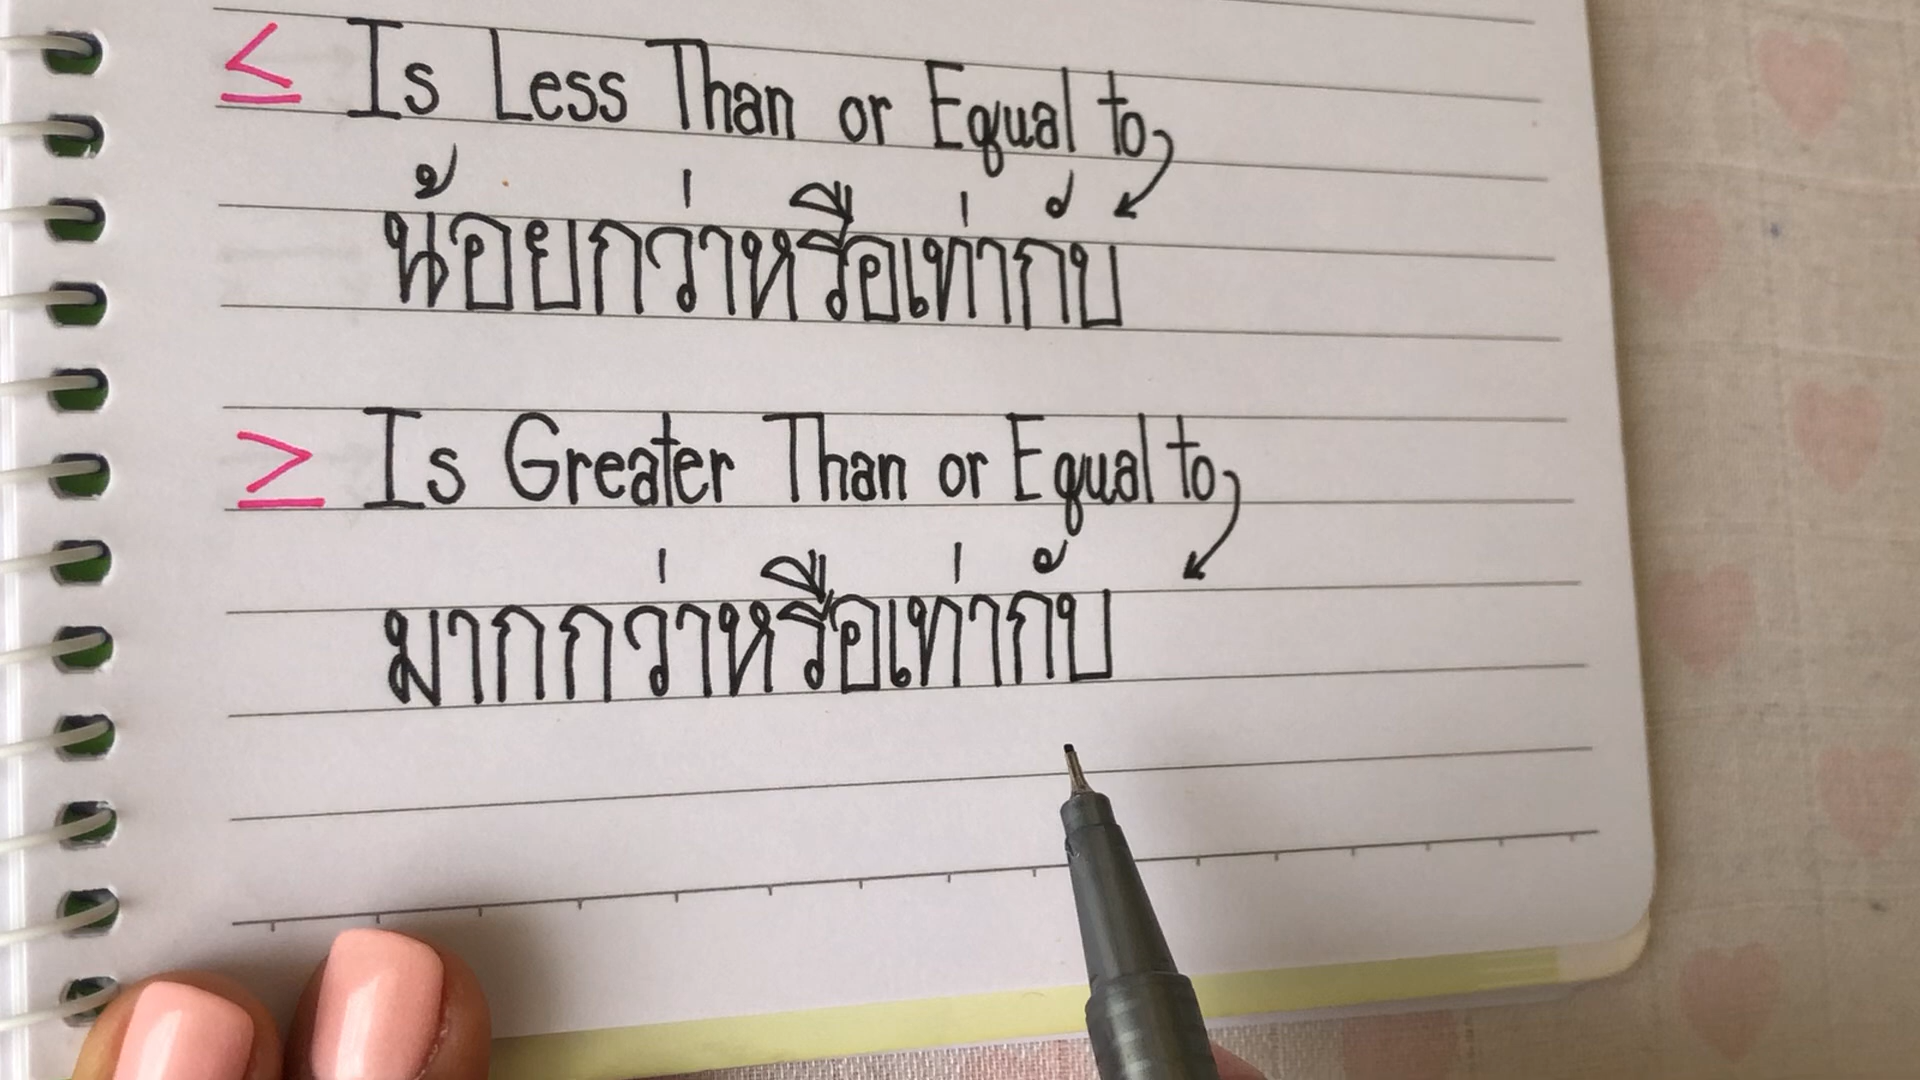 ≤ Is Less Than or Equal to
น้อยกว่าหรือเท่ากับ
≥ Is Greater Than or Equal to
มากกว่าหรือเท่ากับ